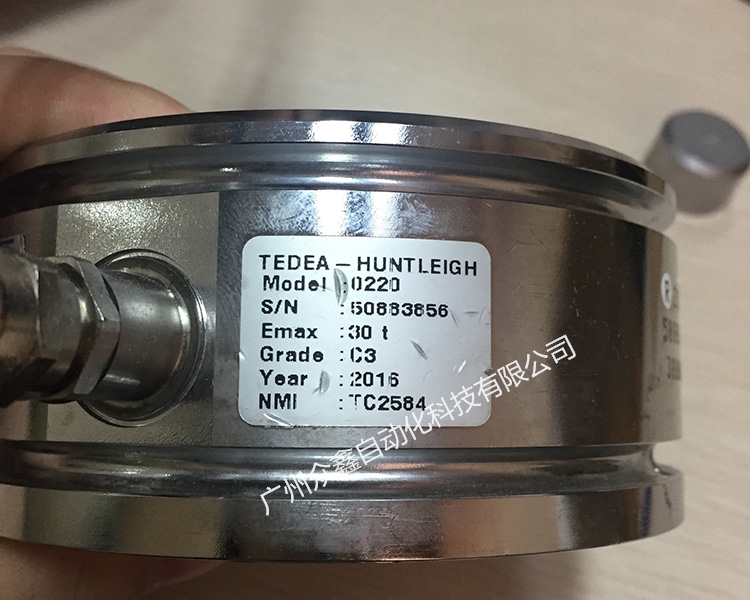 TEDEA-HUNTLEIGH
Model :0220
S/N :50883856
Emax :30 t
Grade :C3
Year :2016
NMI :TC2584
广州众鑫自动化科技有限公司